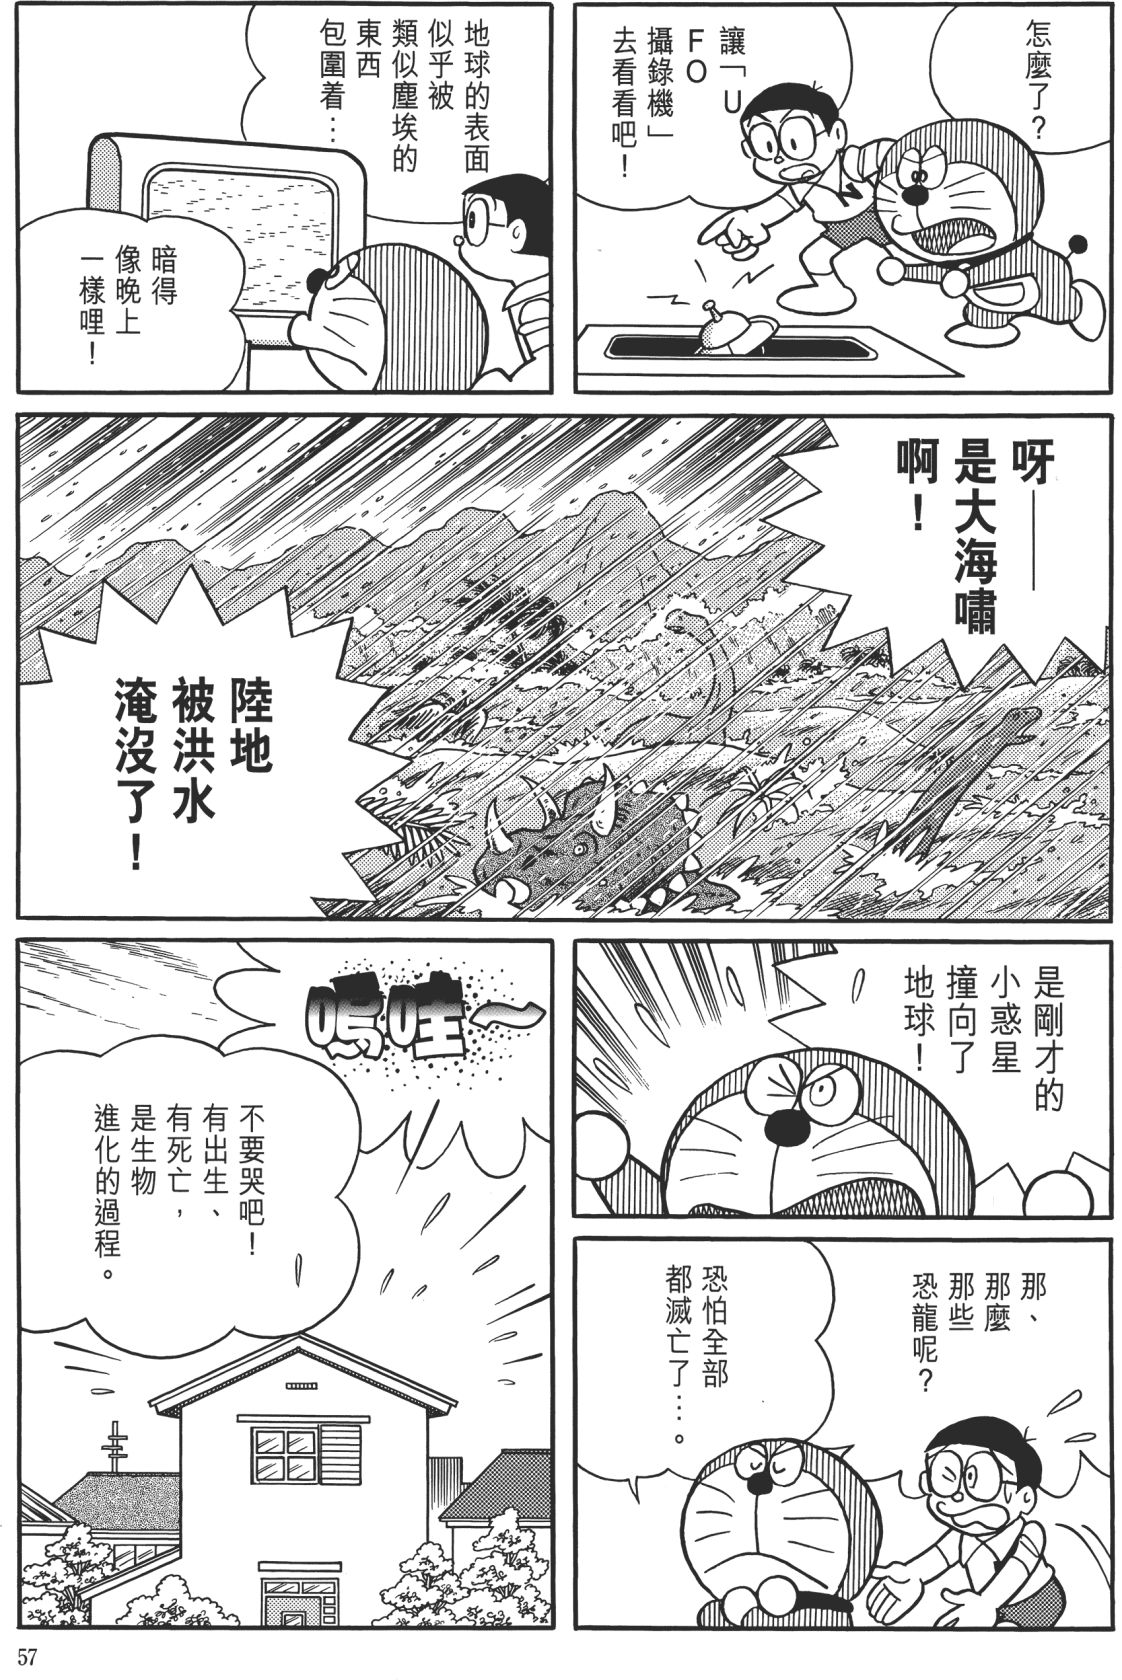 怎麼了？
讓「U
FO
攝錄機」
去看看吧！
地球的表面
似乎被
類似塵埃的
東西
包圍着…
暗得
像晚上
一樣哩！
呀——
是大海嘯
啊！
陸地
被洪水
淹沒了！
是剛才的
小惑星
撞向了
地球！
那、
那麼
那些
恐龍呢？
恐怕全部
都滅亡了…。
嗚哇～
不要哭吧！
有出生、
有死亡，
是生物
進化的過程。
57